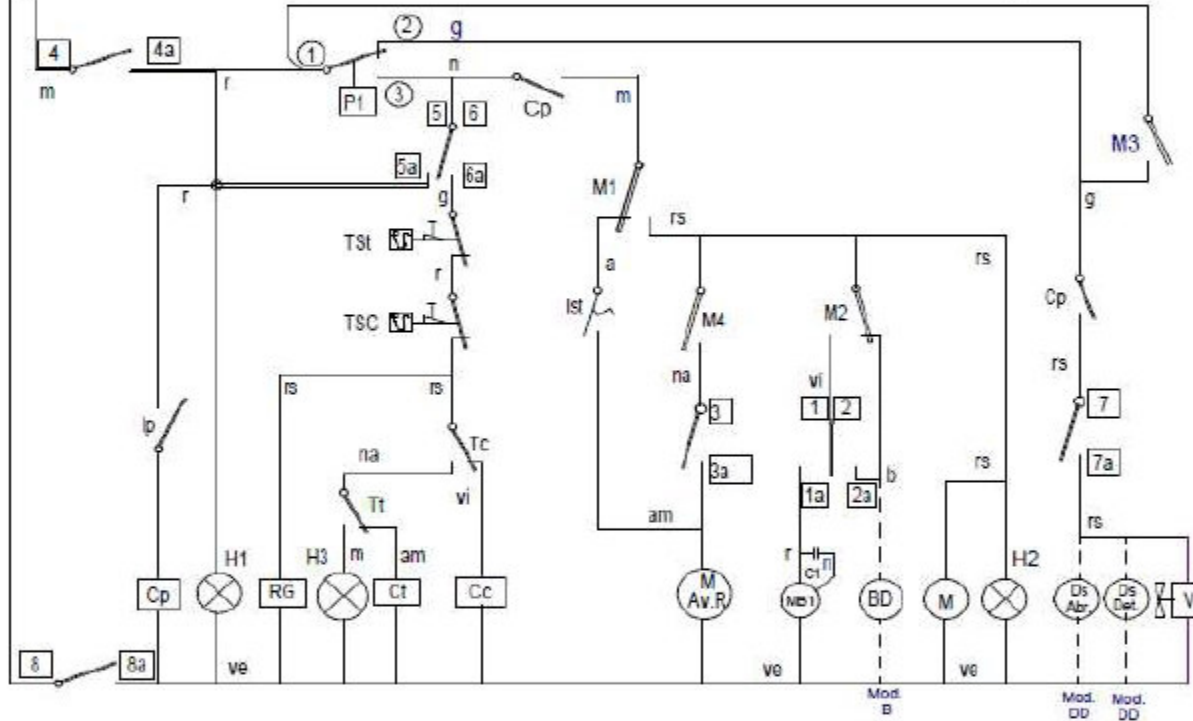 2
g
4
4a
1
r
m
n
P1
3
Cp
m
5
6
M3
5a
6a
M1
r
g
rs
g
TSt
T
a
rs
r
Ist
Cp
TSC
T
M4
M2
rs
rs
rs
na
vi
1
2
7
Ip
3
Tc
na
rs
7a
3a
vi
1a
2a
b
Tt
am
rs
H1
H3
m
am
r
n
H2
C1
Cp
RG
Ct
Cc
M
Av.R.
MB1
BD
M
Ds
Abr.
Ds
Det.
V
8
8a
ve
ve
ve
Mod.
B
Mod.
DD
Mod.
DD